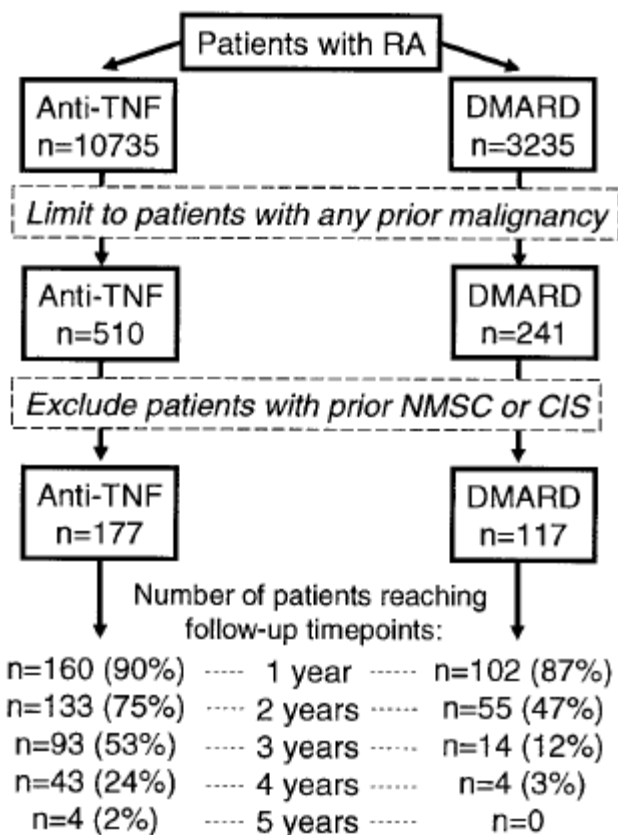 Patients with RA
Anti-TNF
n=10735
DMARD
n=3235
Limit to patients with any prior malignancy
Anti-TNF
n=510
DMARD
n=241
Exclude patients with prior NMSC or CIS
Anti-TNF
n=177
DMARD
n=117
Number of patients reaching
follow-up timepoints:
n=160 (90%) ----- 1 year ----- n=102 (87%)
n=133 (75%) ----- 2 years ----- n=55 (47%)
n=93 (53%) ----- 3 years ----- n=14 (12%)
n=43 (24%) ----- 4 years ----- n=4 (3%)
n=4 (2%) ----- 5 years ----- n=0